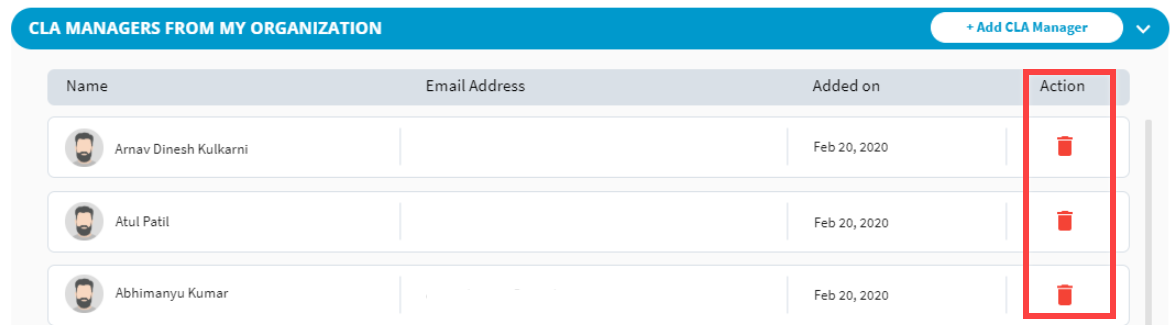 CLA MANAGERS FROM MY ORGANIZATION + Add CLA Manager
Name Email Address Added on Action
Arnav Dinesh Kulkarni Feb 20, 2020
Atul Patil Feb 20, 2020
Abhimanyu Kumar Feb 20, 2020